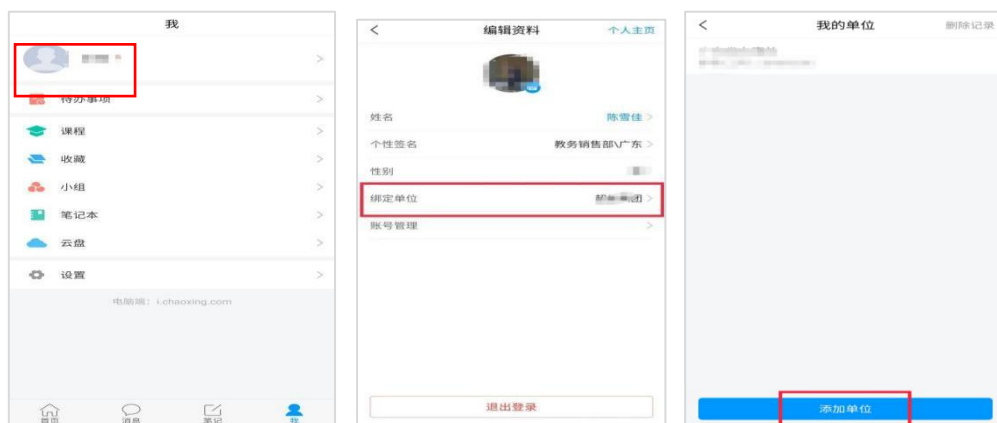 我
待办事项
课程
收藏
小组
笔记本
云盘
设置
电脑端：i.chaoxing.com
首页 消息 笔记 我
编辑资料 个人主页
姓名 陈雪佳
个性签名 教务销售部\广东
性别
绑定单位 团
账号管理
退出登录
我的单位 删除记录
添加单位